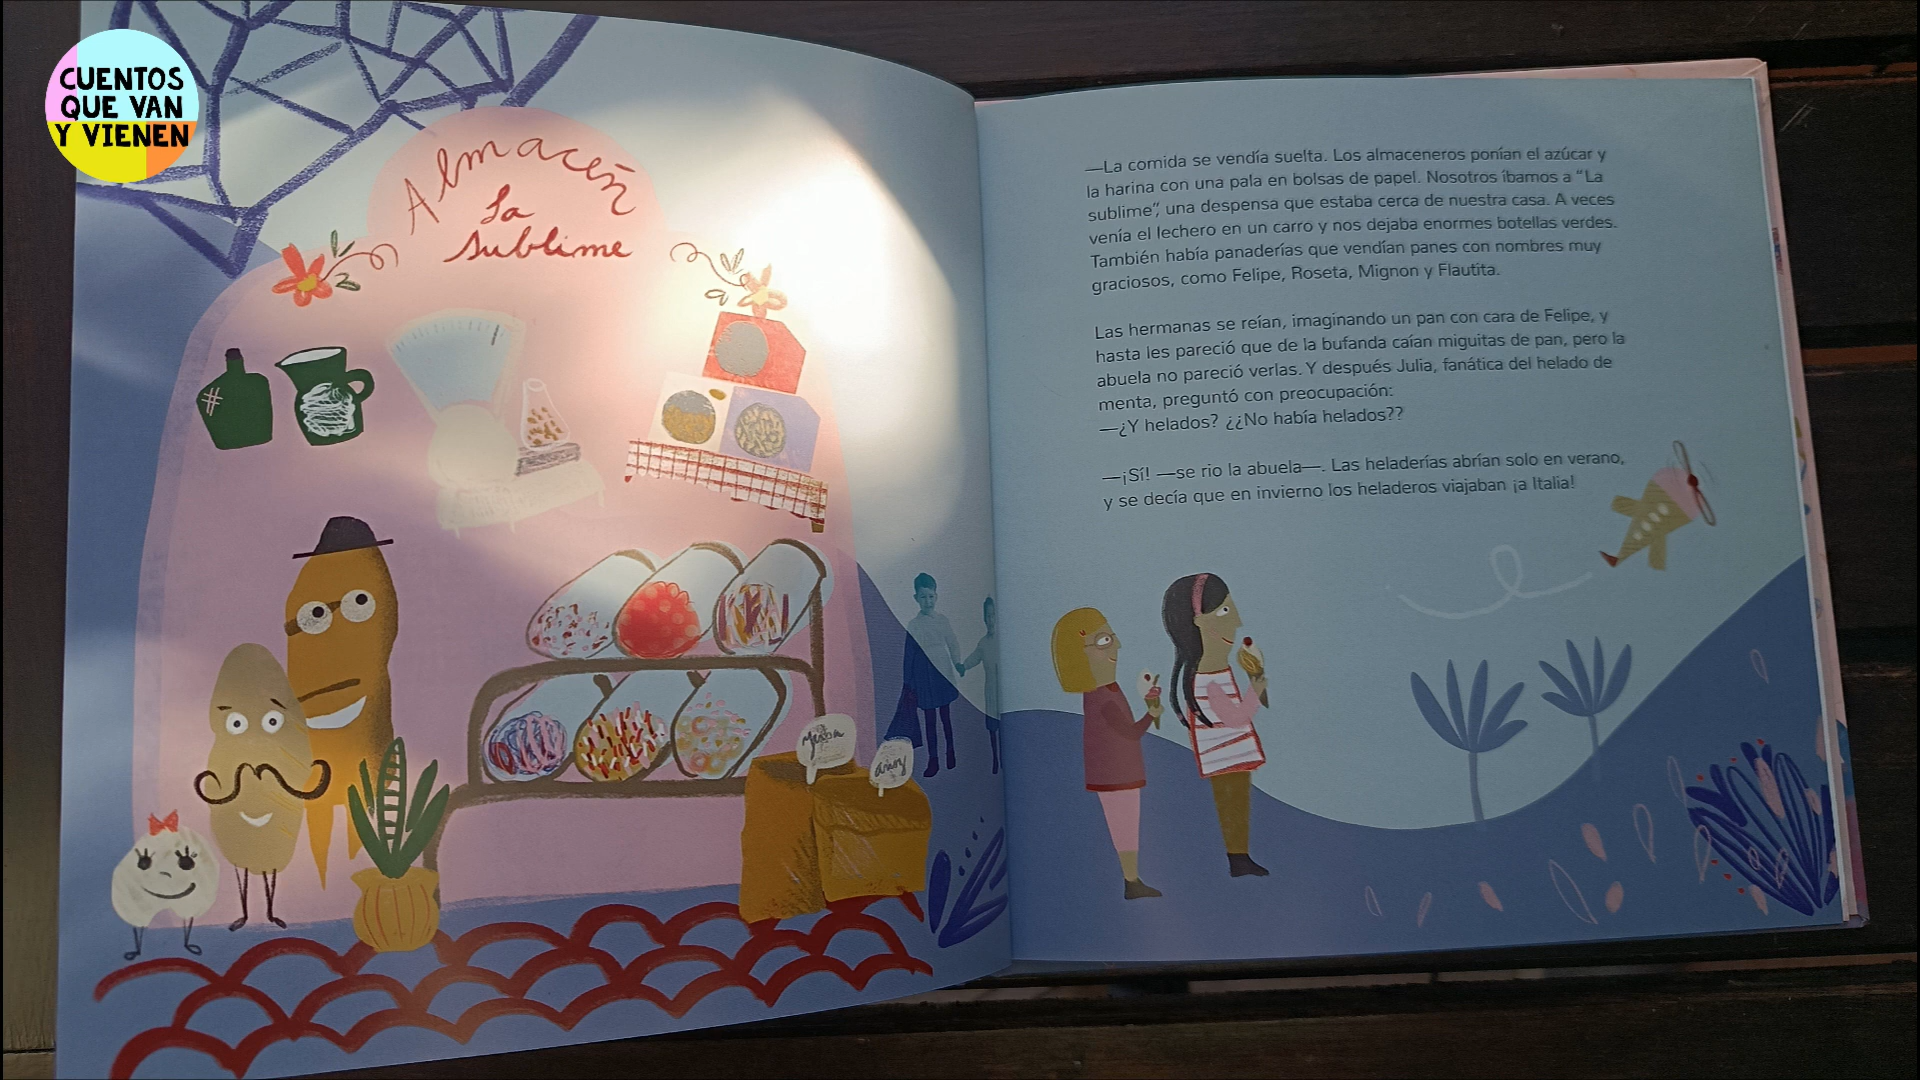 CUENTOS
QUE VAN
Y VIENEN
Almacén
La
sublime
—La comida se vendía suelta. Los almaceneros ponían el azúcar y
la harina con una pala en bolsas de papel. Nosotros íbamos a “La
sublime”, una despensa que estaba cerca de nuestra casa. A veces
venía el lechero en un carro y nos dejaba enormes botellas verdes.
También había panaderías que vendían panes con nombres muy
graciosos, como Felipe, Roseta, Mignon y Flautita.
Las hermanas se reían, imaginando un pan con cara de Felipe, y
hasta les pareció que de la bufanda caían miguitas de pan, pero la
abuela no pareció verlas. Y después Julia, fanática del helado de
menta, preguntó con preocupación:
—¿Y helados? ¿¿No había helados??
—¡Sí! —se rio la abuela—. Las heladerías abrían solo en verano,
y se decía que en invierno los heladeros viajaban ¡a Italia!